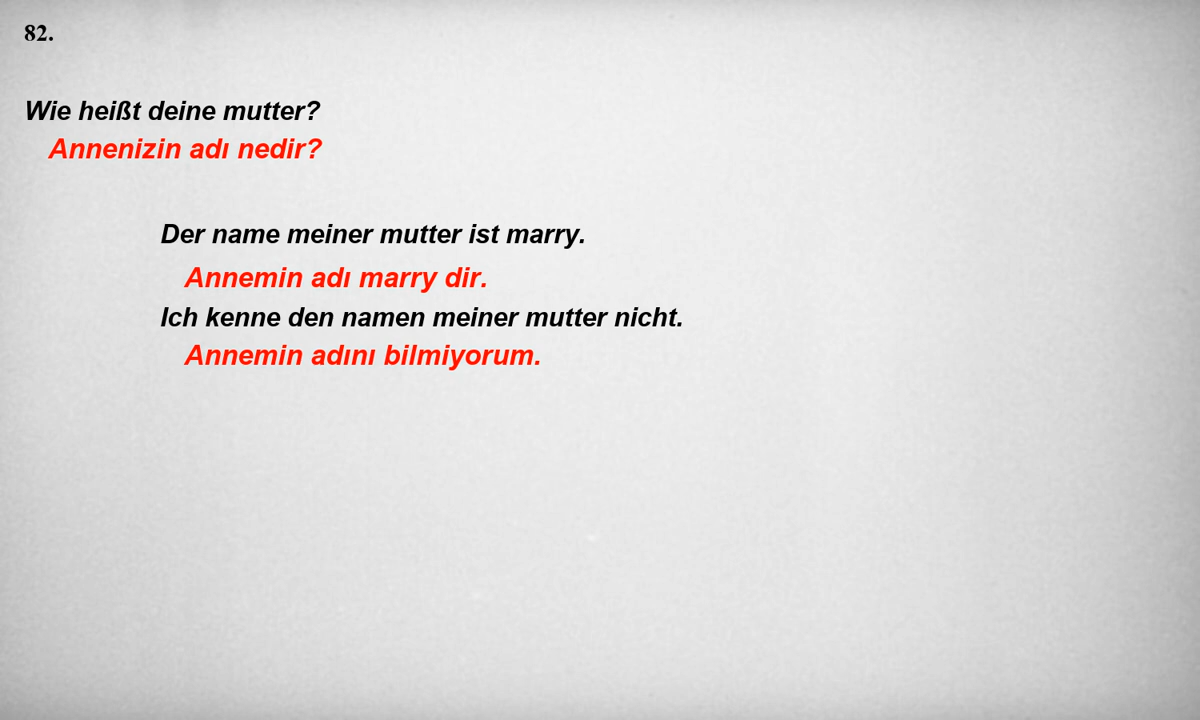 82.
Wie heißt deine mutter?
Annenizin adı nedir?
Der name meiner mutter ist marry.
Annemin adı marry dir.
Ich kenne den namen meiner mutter nicht.
Annemin adını bilmiyorum.